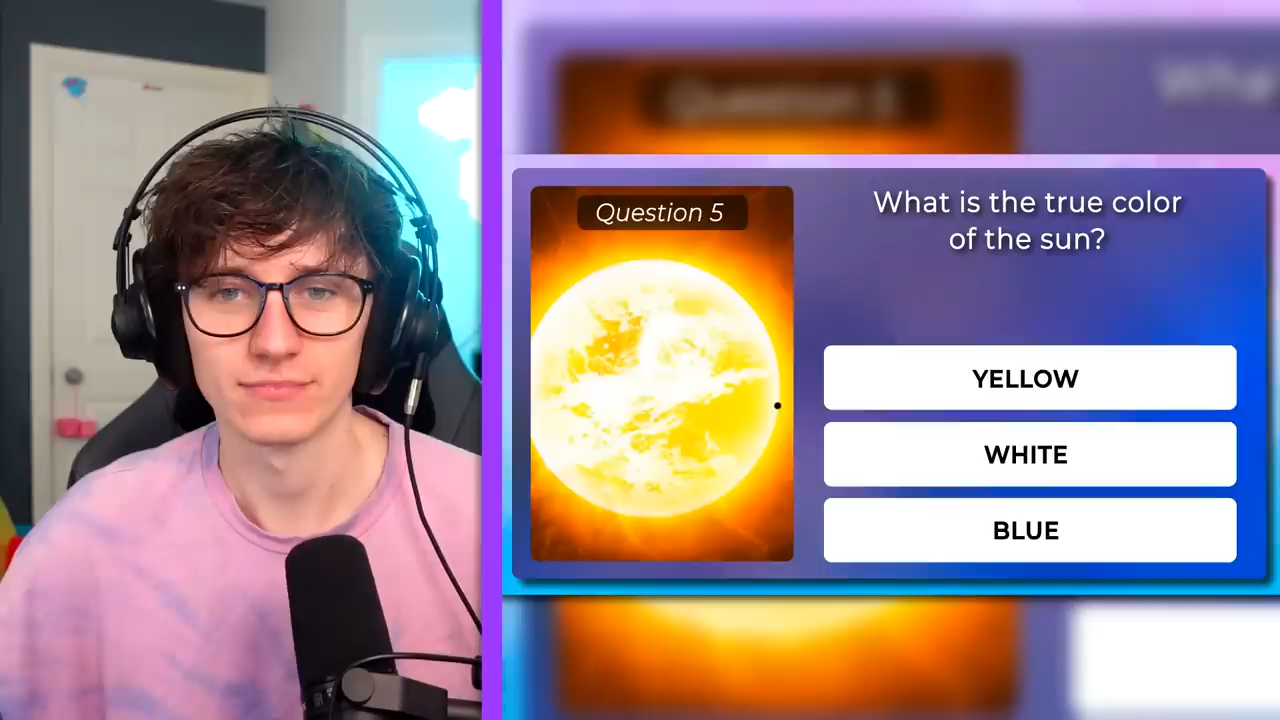 Question 5
What is the true color
of the sun?
YELLOW
WHITE
BLUE